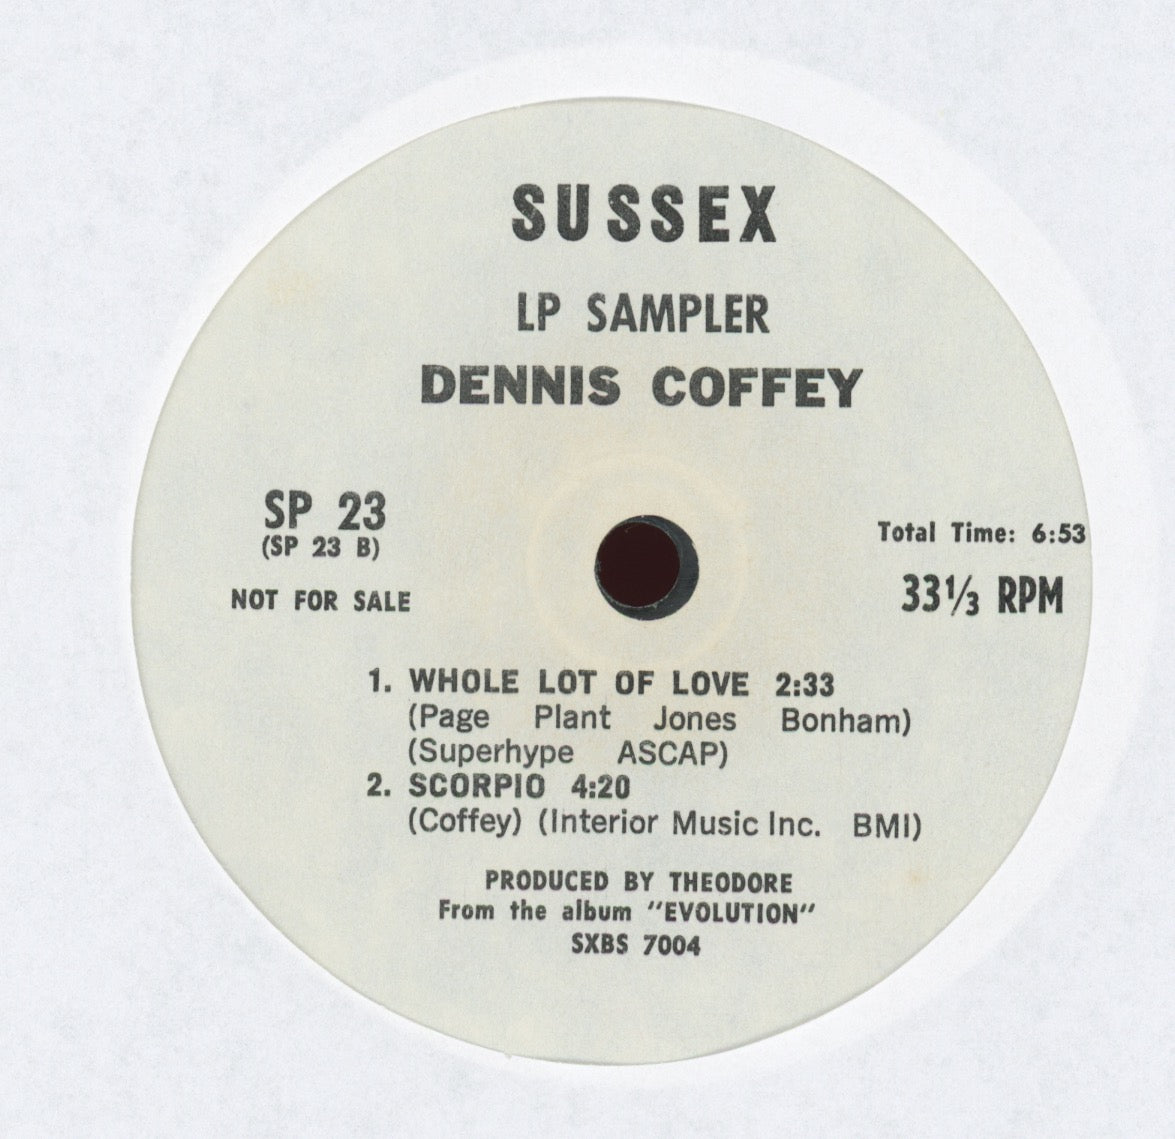 SUSSEX
LP SAMPLER
DENNIS COFFEY
SP 23
(SP 23 B)
NOT FOR SALE
Total Time: 6:53
33⅓ RPM
1. WHOLE LOT OF LOVE 2:33
(Page Plant Jones Bonham)
(Superhype ASCAP)
2. SCORPIO 4:20
(Coffey) (Interior Music Inc. BMI)
PRODUCED BY THEODORE
From the album "EVOLUTION"
SXBS 7004